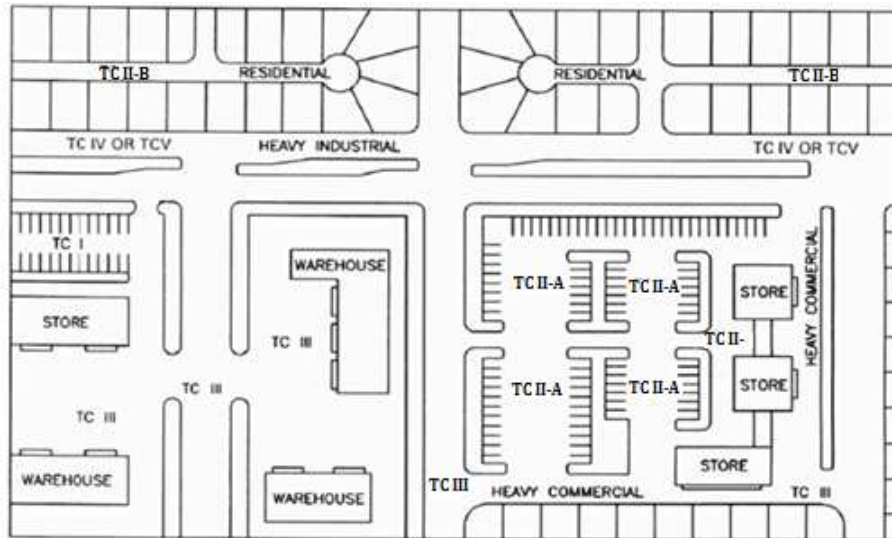 TC II-B
RESIDENTIAL
RESIDENTIAL
TC II-B
TC IV OR TCV
HEAVY INDUSTRIAL
TC IV OR TCV
TC I
WAREHOUSE
TC II-A
TC II-A
STORE
HEAVY COMMERCIAL
STORE
TC III
TC II-
TC III
TC II-A
TC II-A
STORE
TC III
WAREHOUSE
STORE
TC III
WAREHOUSE
HEAVY COMMERCIAL
TC III